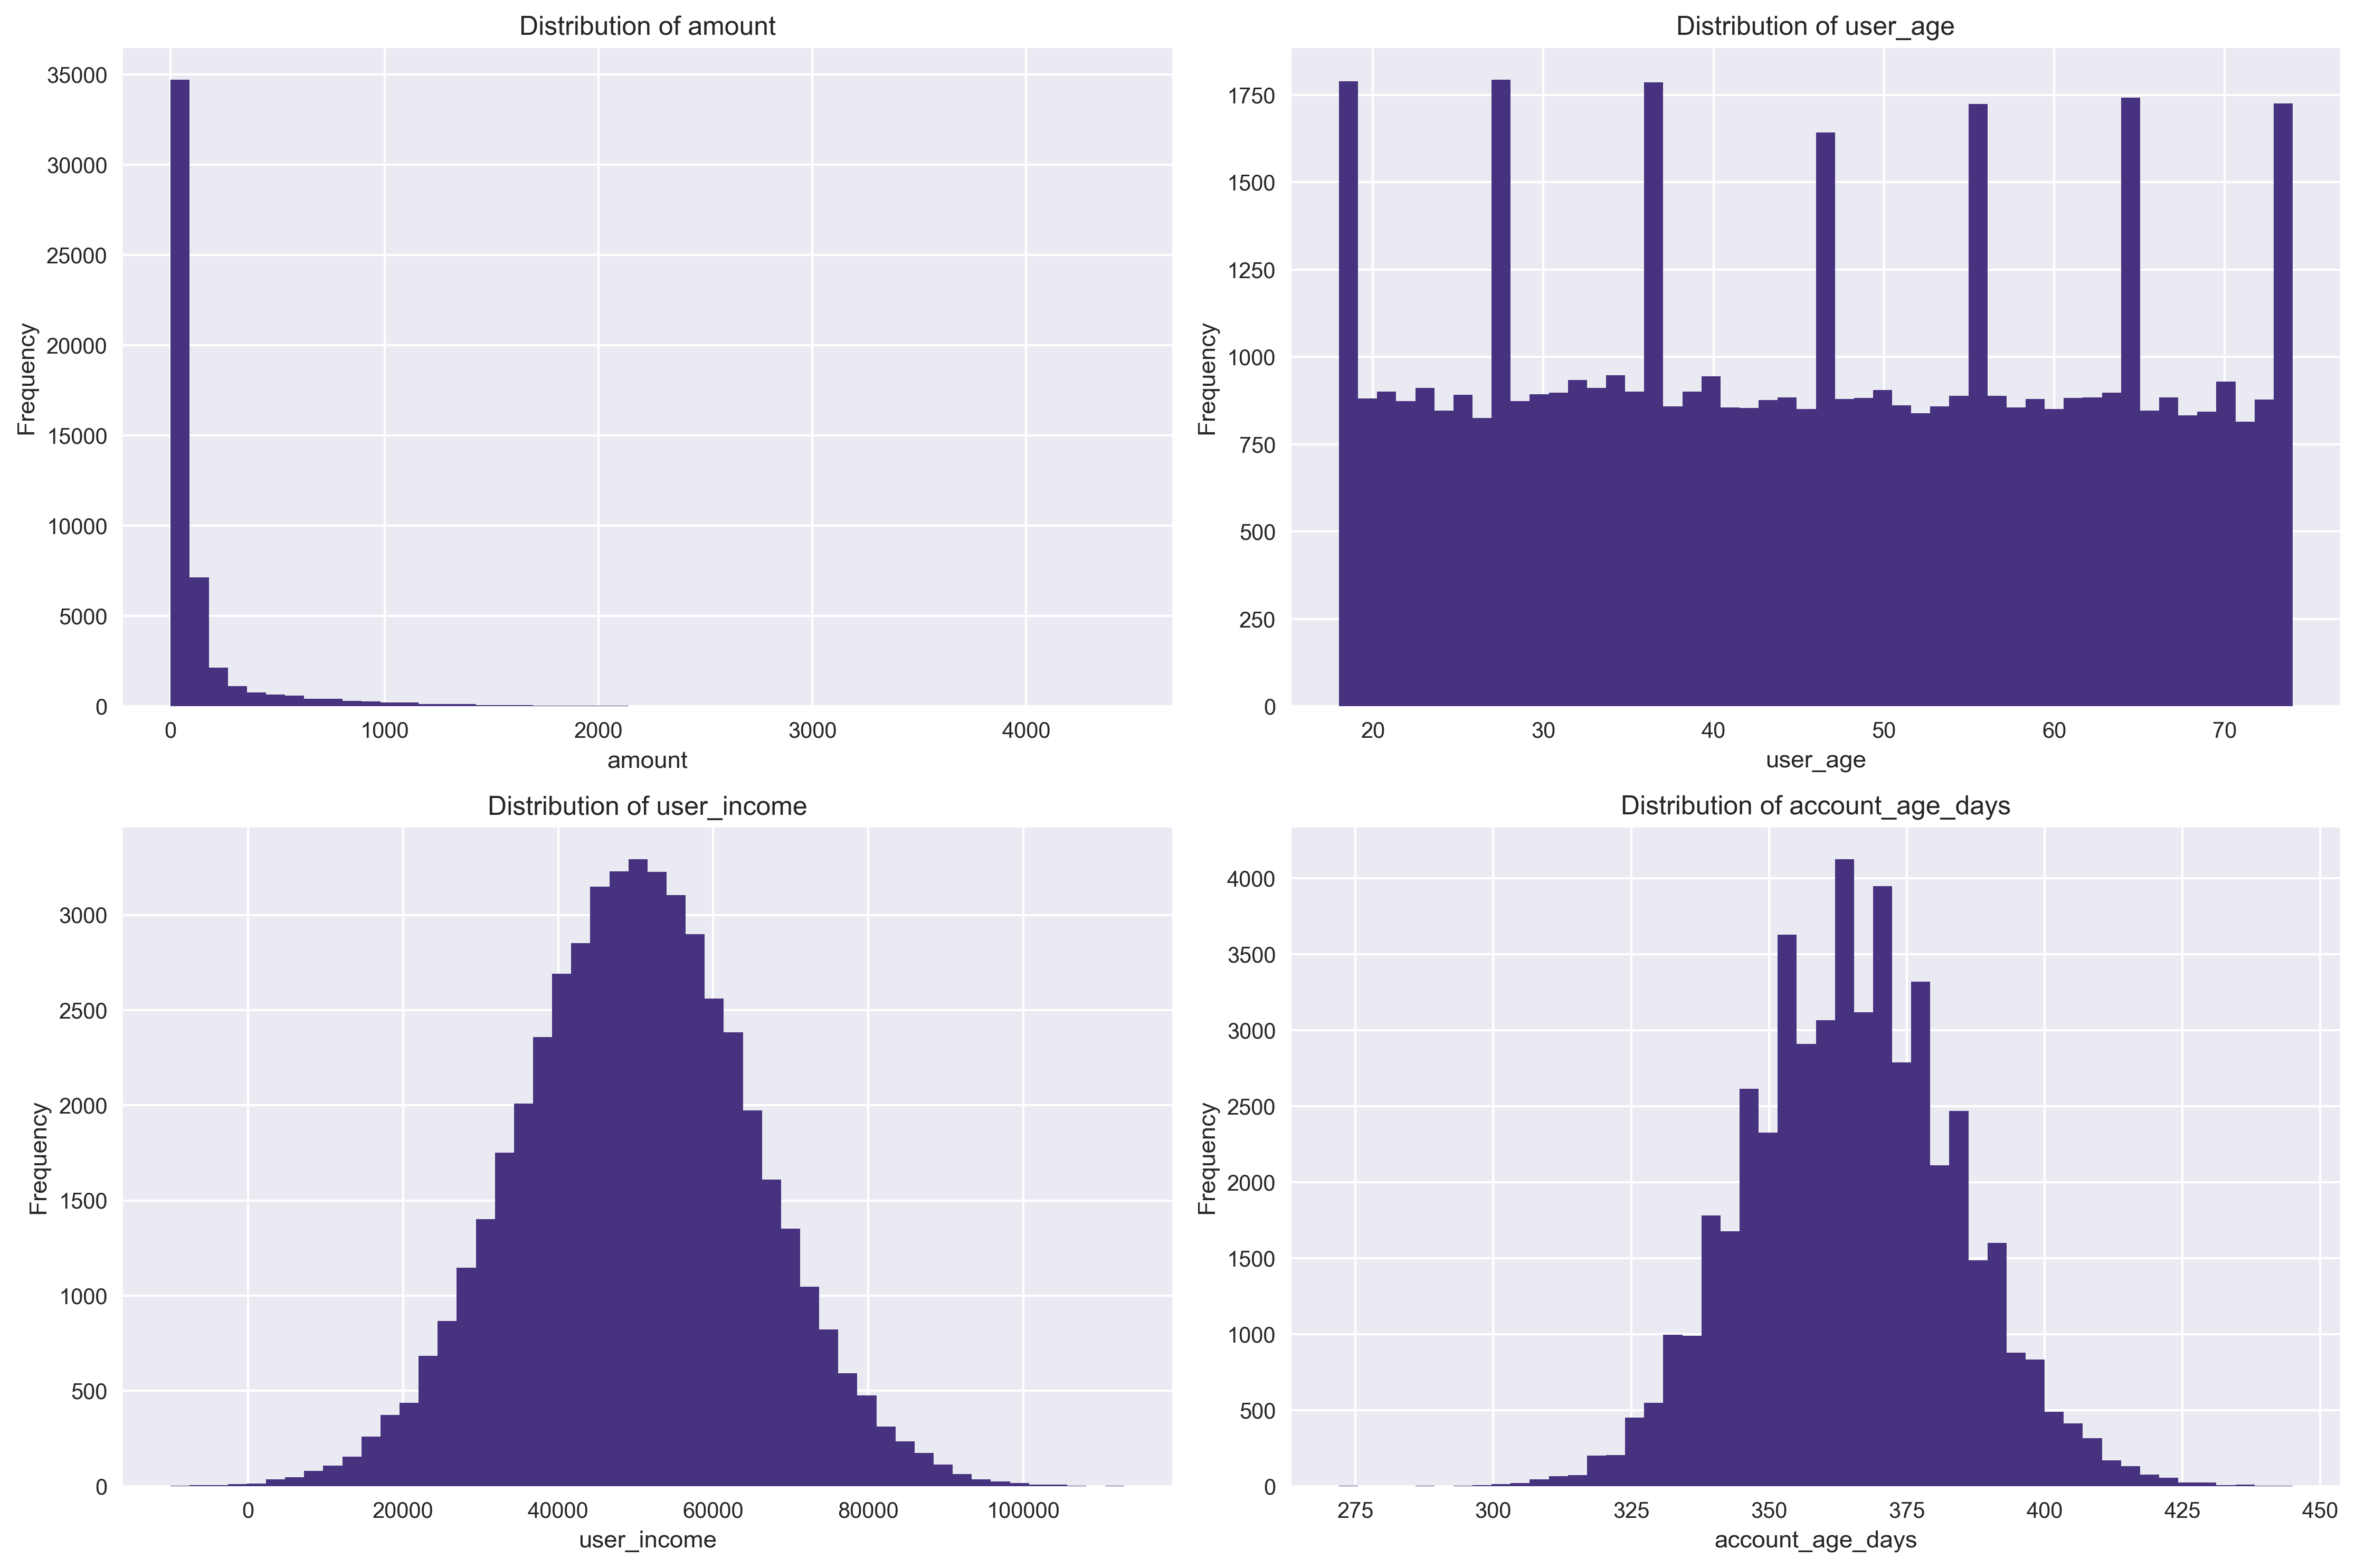 Distribution of amount
35000
30000
25000
20000
15000
10000
5000
0
Frequency
0 1000 2000 3000 4000
amount
Distribution of user_age
1750
1500
1250
1000
750
500
250
0
Frequency
20 30 40 50 60 70
user_age
Distribution of user_income
3000
2500
2000
1500
1000
500
0
Frequency
0 20000 40000 60000 80000 100000
user_income
Distribution of account_age_days
4000
3500
3000
2500
2000
1500
1000
500
0
Frequency
275 300 325 350 375 400 425 450
account_age_days